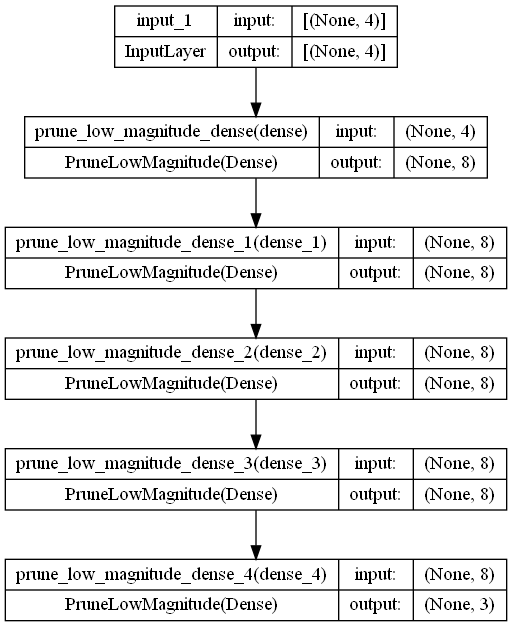 input_1 input: [(None, 4)]
InputLayer output: [(None, 4)]
prune_low_magnitude_dense(dense) input: (None, 4)
PruneLowMagnitude(Dense) output: (None, 8)
prune_low_magnitude_dense_1(dense_1) input: (None, 8)
PruneLowMagnitude(Dense) output: (None, 8)
prune_low_magnitude_dense_2(dense_2) input: (None, 8)
PruneLowMagnitude(Dense) output: (None, 8)
prune_low_magnitude_dense_3(dense_3) input: (None, 8)
PruneLowMagnitude(Dense) output: (None, 8)
prune_low_magnitude_dense_4(dense_4) input: (None, 8)
PruneLowMagnitude(Dense) output: (None, 3)